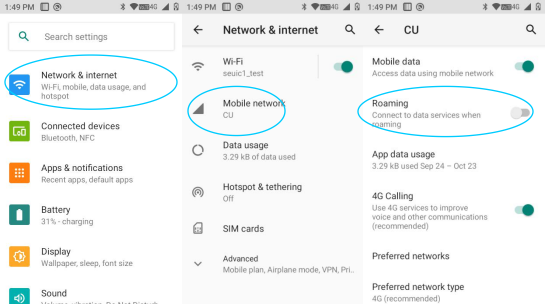 1:49 PM
4G
Search settings
Network & internet
Wi-Fi, mobile, data usage, and
hotspot
Connected devices
Bluetooth, NFC
Apps & notifications
Recent apps, default apps
Battery
31% - charging
Display
Wallpaper, sleep, font size
Sound
1:49 PM
4G
Network & internet
Wi-Fi
seuic1_test
Mobile network
CU
Data usage
3.29 kB of data used
Hotspot & tethering
Off
SIM cards
Advanced
Mobile plan, Airplane mode, VPN, Pri..
1:49 PM
4G
CU
Mobile data
Access data using mobile network
Roaming
Connect to data services when
roaming
App data usage
3.29 kB used Sep 24 – Oct 23
4G Calling
Use 4G services to improve
voice and other communications
(recommended)
Preferred networks
Preferred network type
4G (recommended)